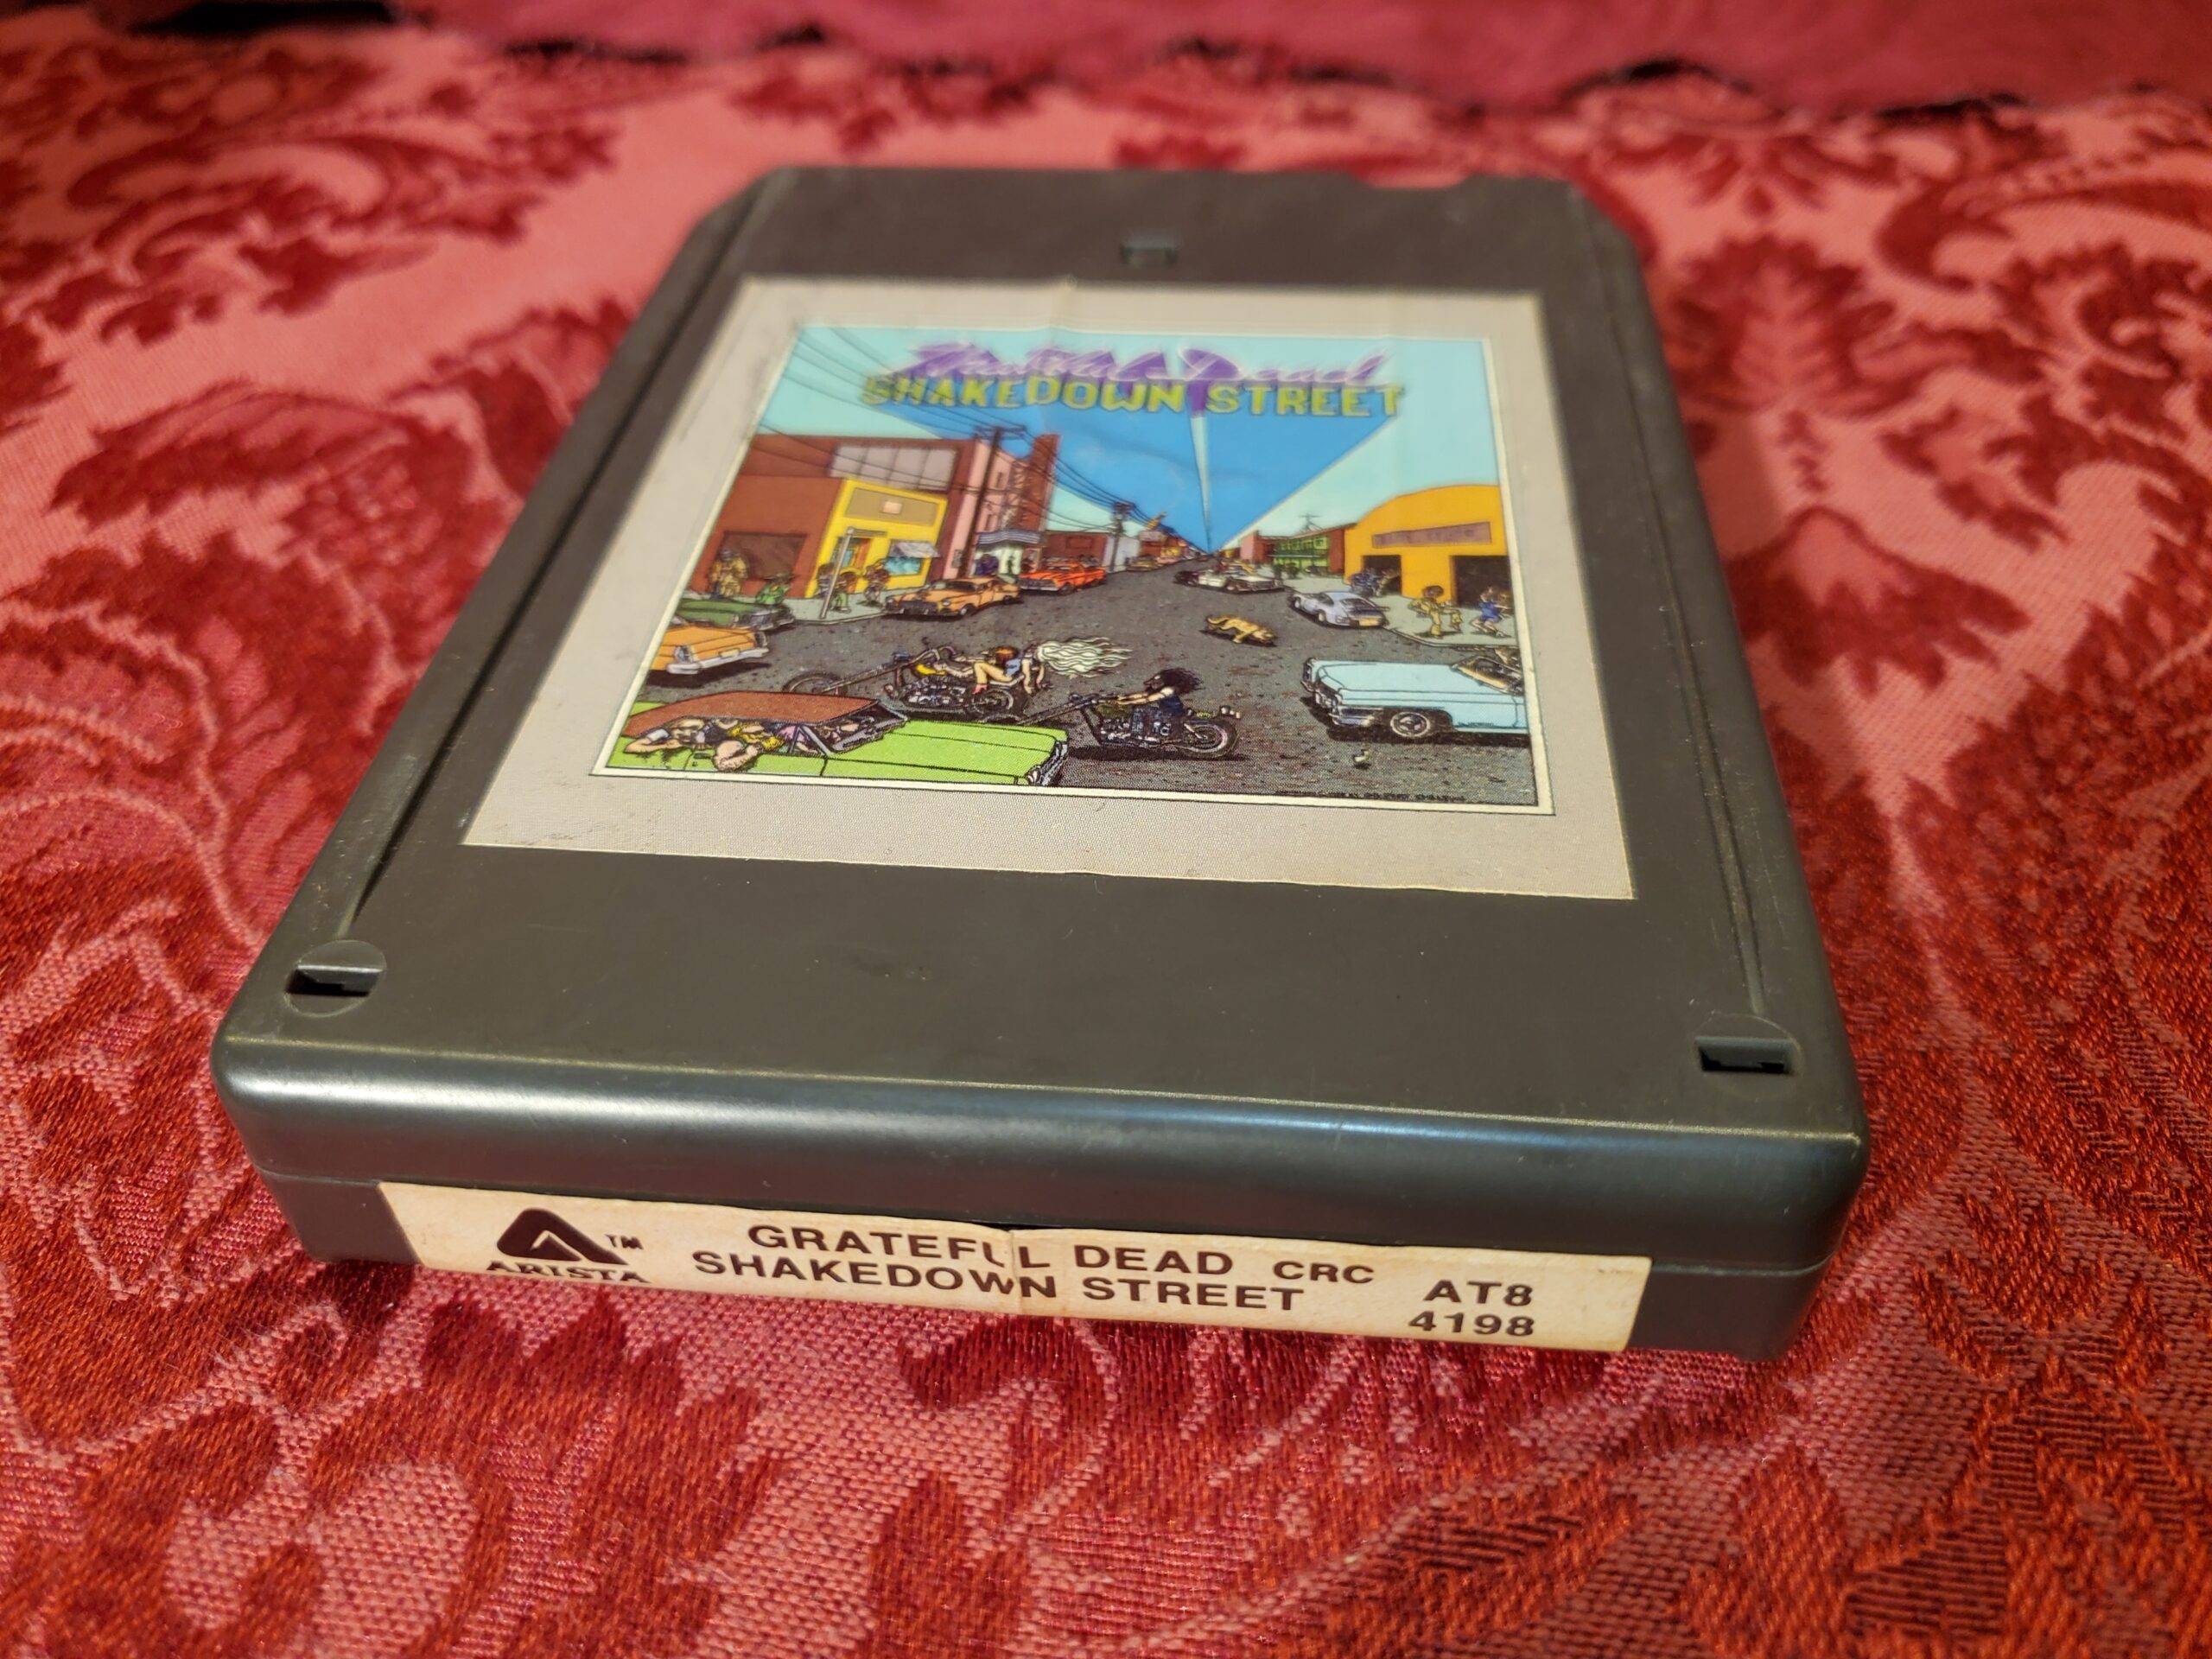 Grateful Dead
SHAKEDOWN STREET
ARISTA TM
GRATEFUL DEAD CRC AT8
SHAKEDOWN STREET 4198